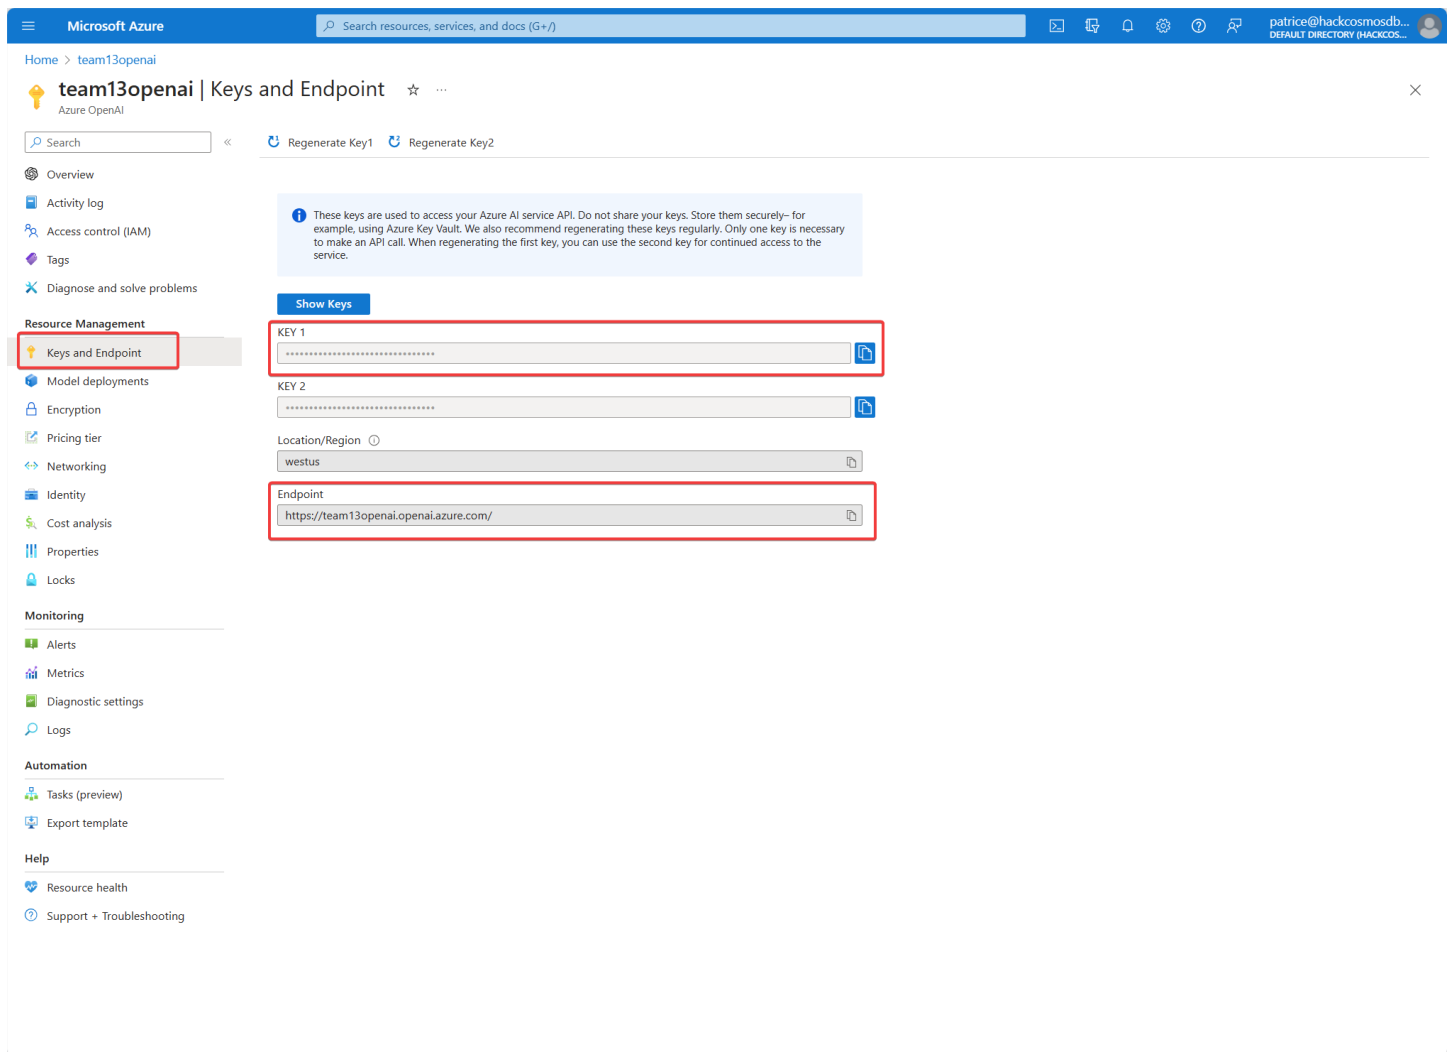 Microsoft Azure
Search resources, services, and docs (G+/)
patrice@hackcosmosdb...
DEFAULT DIRECTORY (HACKCOS...
Home > team13openai
team13openai | Keys and Endpoint
Azure OpenAI
Search
Regenerate Key1
Regenerate Key2
Overview
Activity log
Access control (IAM)
Tags
Diagnose and solve problems
Resource Management
Keys and Endpoint
Model deployments
Encryption
Pricing tier
Networking
Identity
Cost analysis
Properties
Locks
Monitoring
Alerts
Metrics
Diagnostic settings
Logs
Automation
Tasks (preview)
Export template
Help
Resource health
Support + Troubleshooting
These keys are used to access your Azure AI service API. Do not share your keys. Store them securely– for
example, using Azure Key Vault. We also recommend regenerating these keys regularly. Only one key is necessary
to make an API call. When regenerating the first key, you can use the second key for continued access to the
service.
Show Keys
KEY 1
••••••••••••••••••••••••••••••••
KEY 2
••••••••••••••••••••••••••••••••
Location/Region
westus
Endpoint
https://team13openai.openai.azure.com/